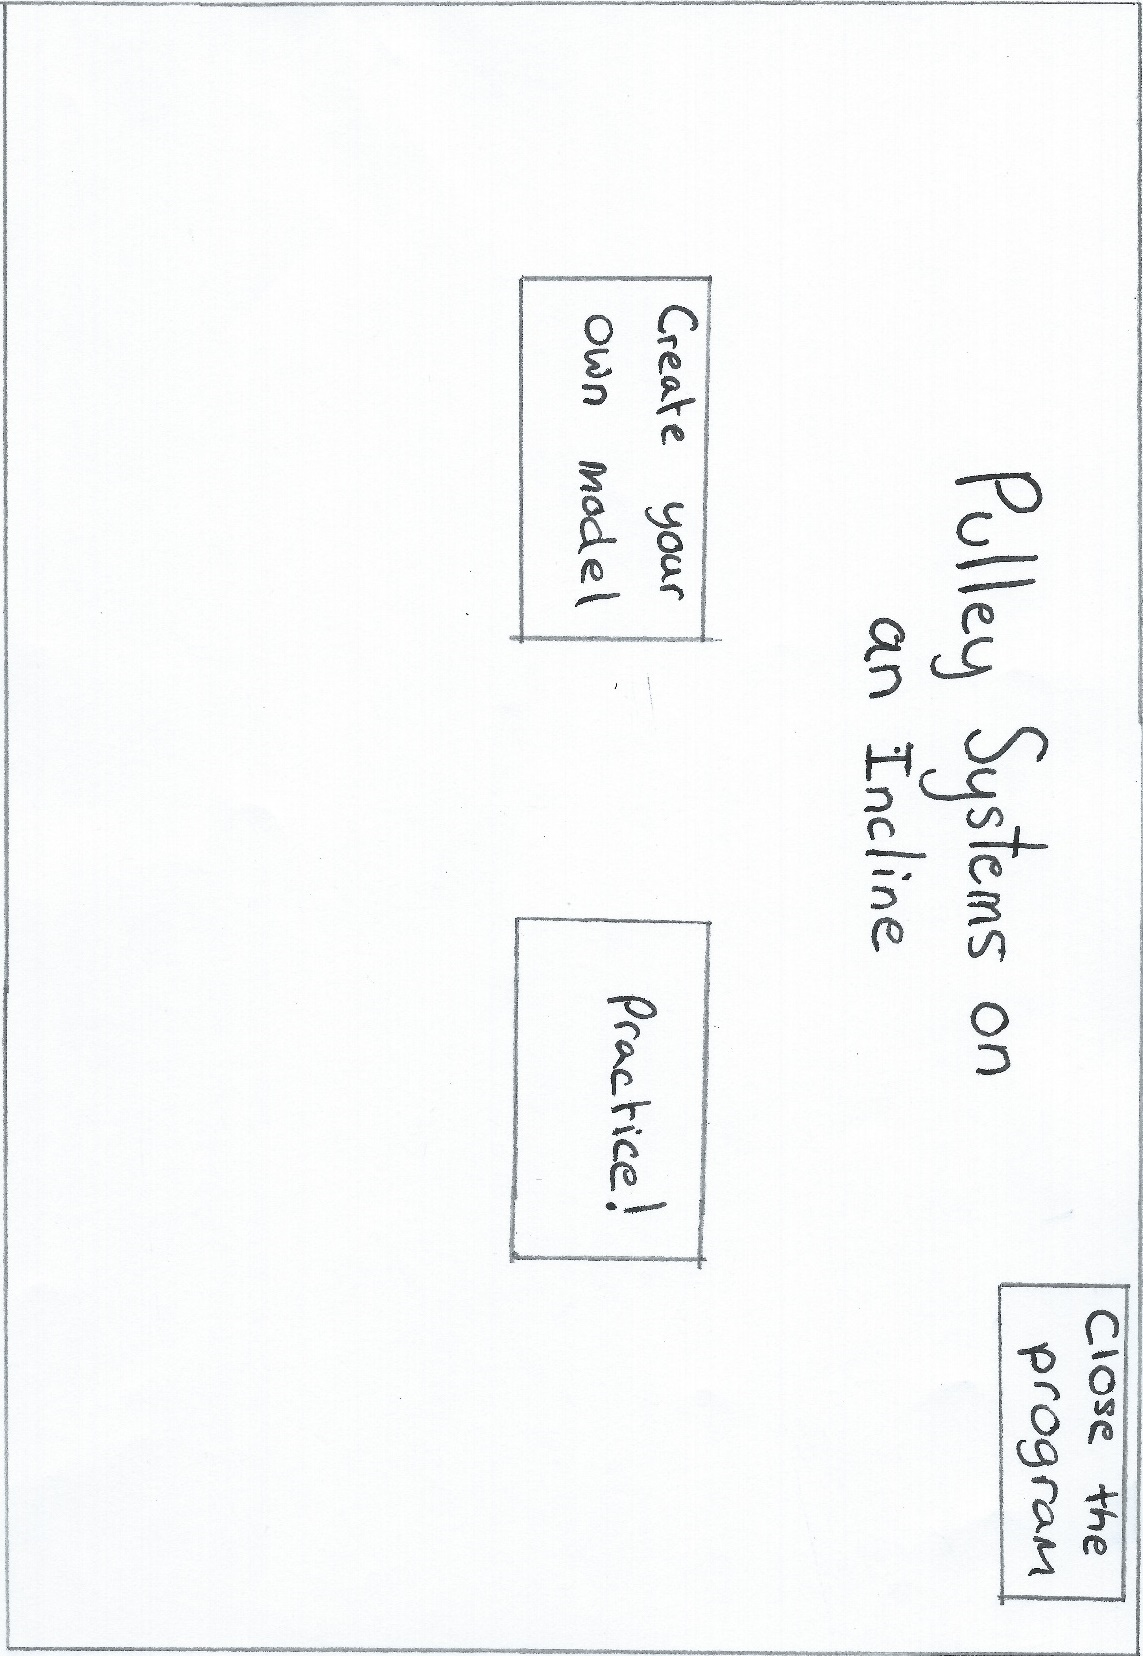 Close the
program
Pulley Systems on
an Incline
Create your
own model
Practice!